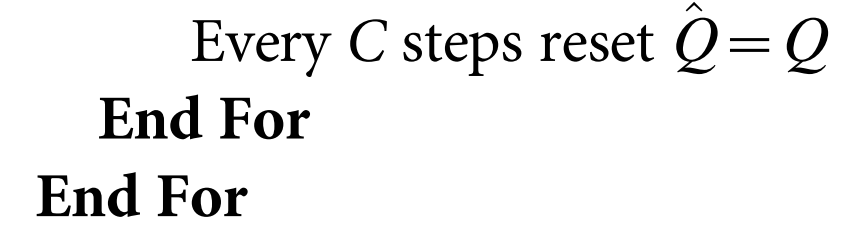 Every C steps reset Q̂ = Q
End For
End For